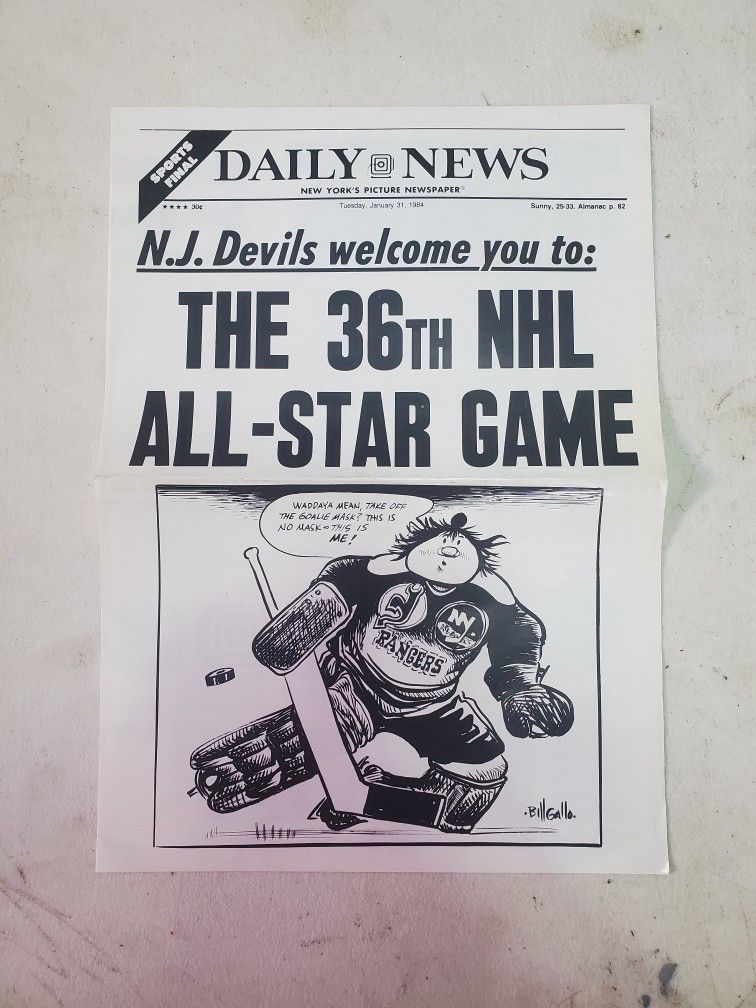 SPORTS
FINAL
DAILY NEWS
NEW YORK'S PICTURE NEWSPAPER®
★★★★ 30¢ Tuesday, January 31, 1984 Sunny, 25-33. Almanac p. 82
N.J. Devils welcome you to:
THE 36TH NHL
ALL-STAR GAME
WADDAYA MEAN, TAKE OFF
THE GOALIE MASK? THIS IS
NO MASK - THIS IS
ME!
NJ
NY
RANGERS
Bill Gallo.